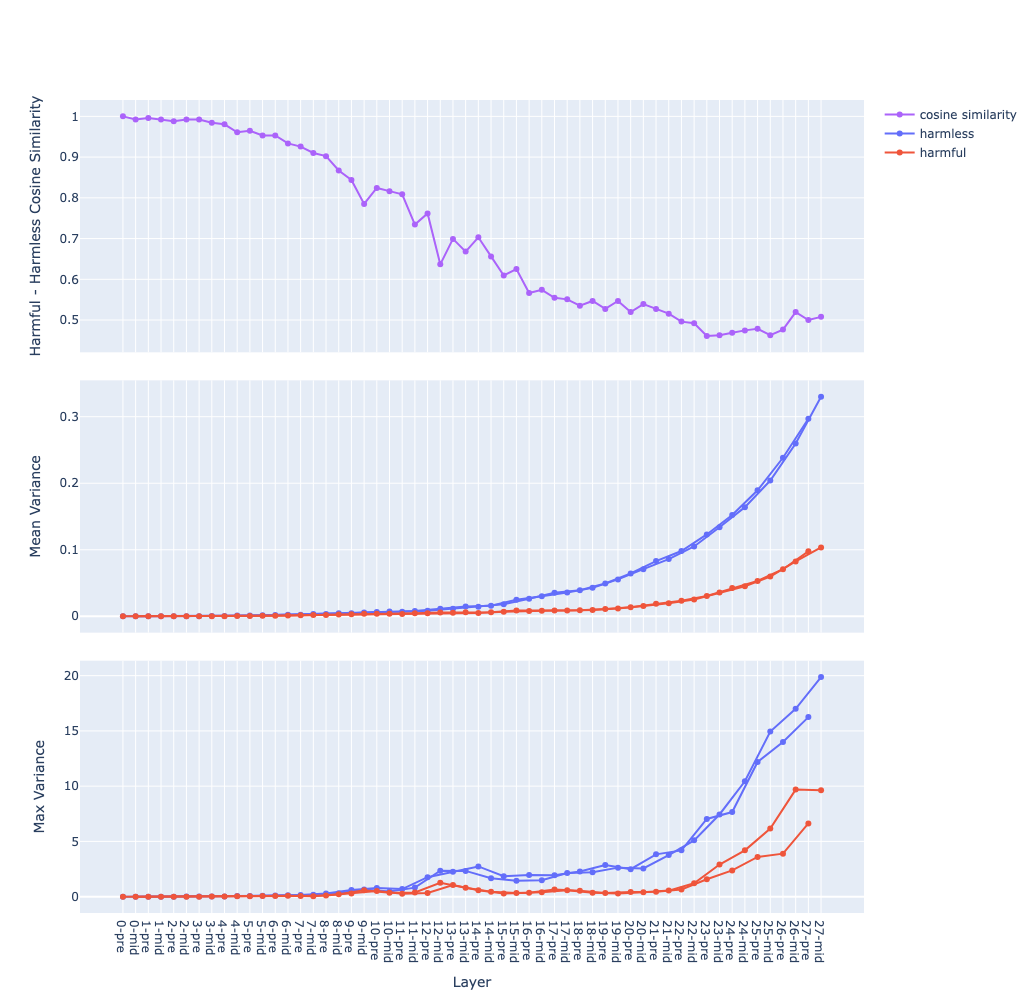 Harmful - Harmless Cosine Similarity
1
0.9
0.8
0.7
0.6
0.5
cosine similarity
harmless
harmful
Mean Variance
0.3
0.2
0.1
0
Max Variance
20
15
10
5
0
0-pre
0-mid
1-pre
1-mid
2-pre
2-mid
3-pre
3-mid
4-pre
4-mid
5-pre
5-mid
6-pre
6-mid
7-pre
7-mid
8-pre
8-mid
9-pre
9-mid
10-pre
10-mid
11-pre
11-mid
12-pre
12-mid
13-pre
13-mid
14-pre
14-mid
15-pre
15-mid
16-pre
16-mid
17-pre
17-mid
18-pre
18-mid
19-pre
19-mid
20-pre
20-mid
21-pre
21-mid
22-pre
22-mid
23-pre
23-mid
24-pre
24-mid
25-pre
25-mid
26-pre
26-mid
27-pre
27-mid
Layer